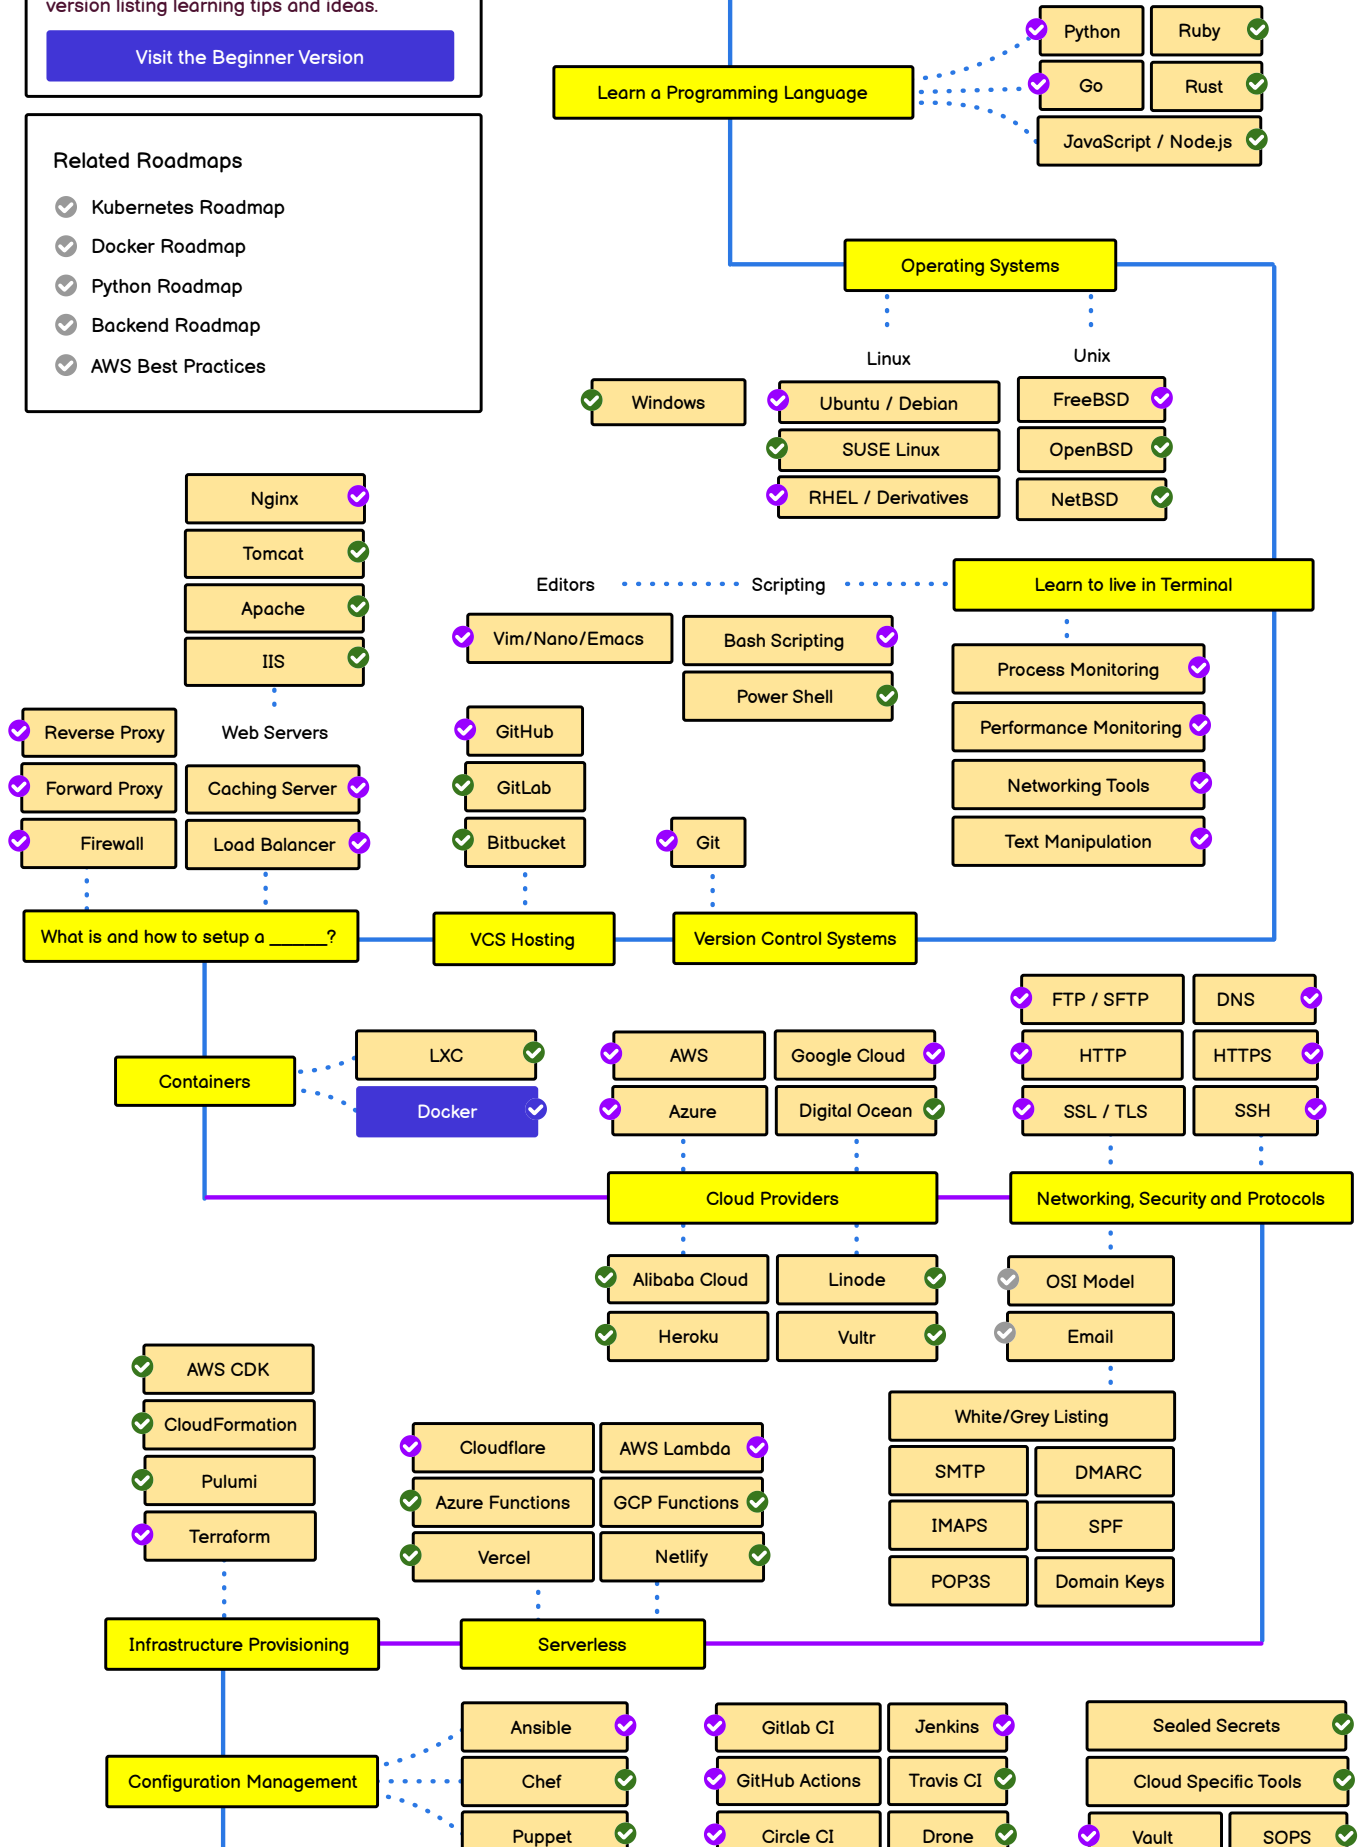 version listing learning tips and ideas.
Visit the Beginner Version
Related Roadmaps
Kubernetes Roadmap
Docker Roadmap
Python Roadmap
Backend Roadmap
AWS Best Practices
Learn a Programming Language
Python
Ruby
Go
Rust
JavaScript / Node.js
Operating Systems
Linux
Unix
Windows
Ubuntu / Debian
SUSE Linux
RHEL / Derivatives
FreeBSD
OpenBSD
NetBSD
Learn to live in Terminal
Scripting
Editors
Vim/Nano/Emacs
Bash Scripting
Power Shell
Process Monitoring
Performance Monitoring
Networking Tools
Text Manipulation
Nginx
Tomcat
Apache
IIS
Web Servers
Reverse Proxy
Forward Proxy
Firewall
Caching Server
Load Balancer
GitHub
GitLab
Bitbucket
Git
What is and how to setup a ______?
VCS Hosting
Version Control Systems
Containers
LXC
Docker
AWS
Google Cloud
Azure
Digital Ocean
Cloud Providers
Alibaba Cloud
Linode
Heroku
Vultr
FTP / SFTP
DNS
HTTP
HTTPS
SSL / TLS
SSH
Networking, Security and Protocols
OSI Model
Email
White/Grey Listing
SMTP
DMARC
IMAPS
SPF
POP3S
Domain Keys
AWS CDK
CloudFormation
Pulumi
Terraform
Cloudflare
AWS Lambda
Azure Functions
GCP Functions
Vercel
Netlify
Infrastructure Provisioning
Serverless
Configuration Management
Ansible
Chef
Puppet
Gitlab CI
Jenkins
GitHub Actions
Travis CI
Circle CI
Drone
Sealed Secrets
Cloud Specific Tools
Vault
SOPS